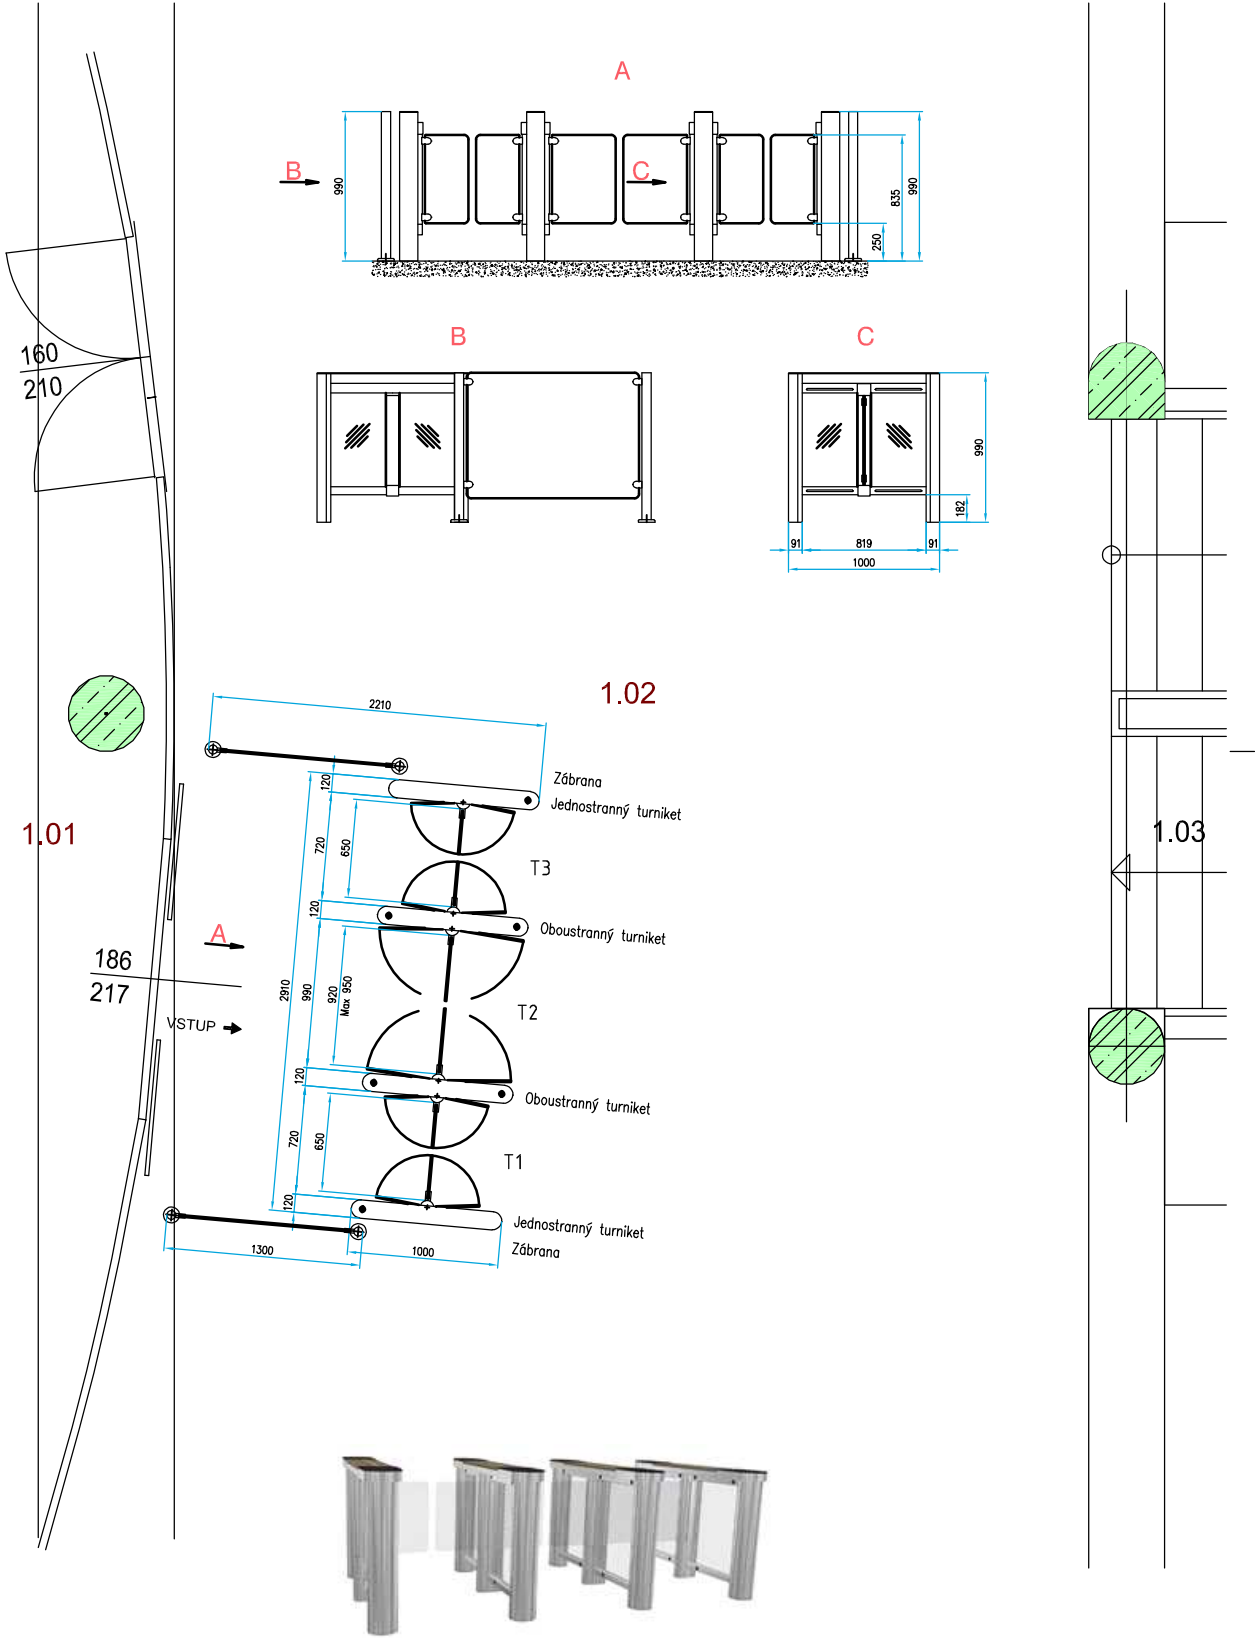 A
B
C
990
835
990
250
B
C
160
210
990
182
91
819
91
1000
1.02
2210
Zábrana
Jednostranný turniket
120
720
650
T3
1.01
1.03
120
Oboustranný turniket
A
186
217
2910
990
920
Max 950
T2
VSTUP
120
Oboustranný turniket
720
650
T1
120
Jednostranný turniket
Zábrana
1300
1000